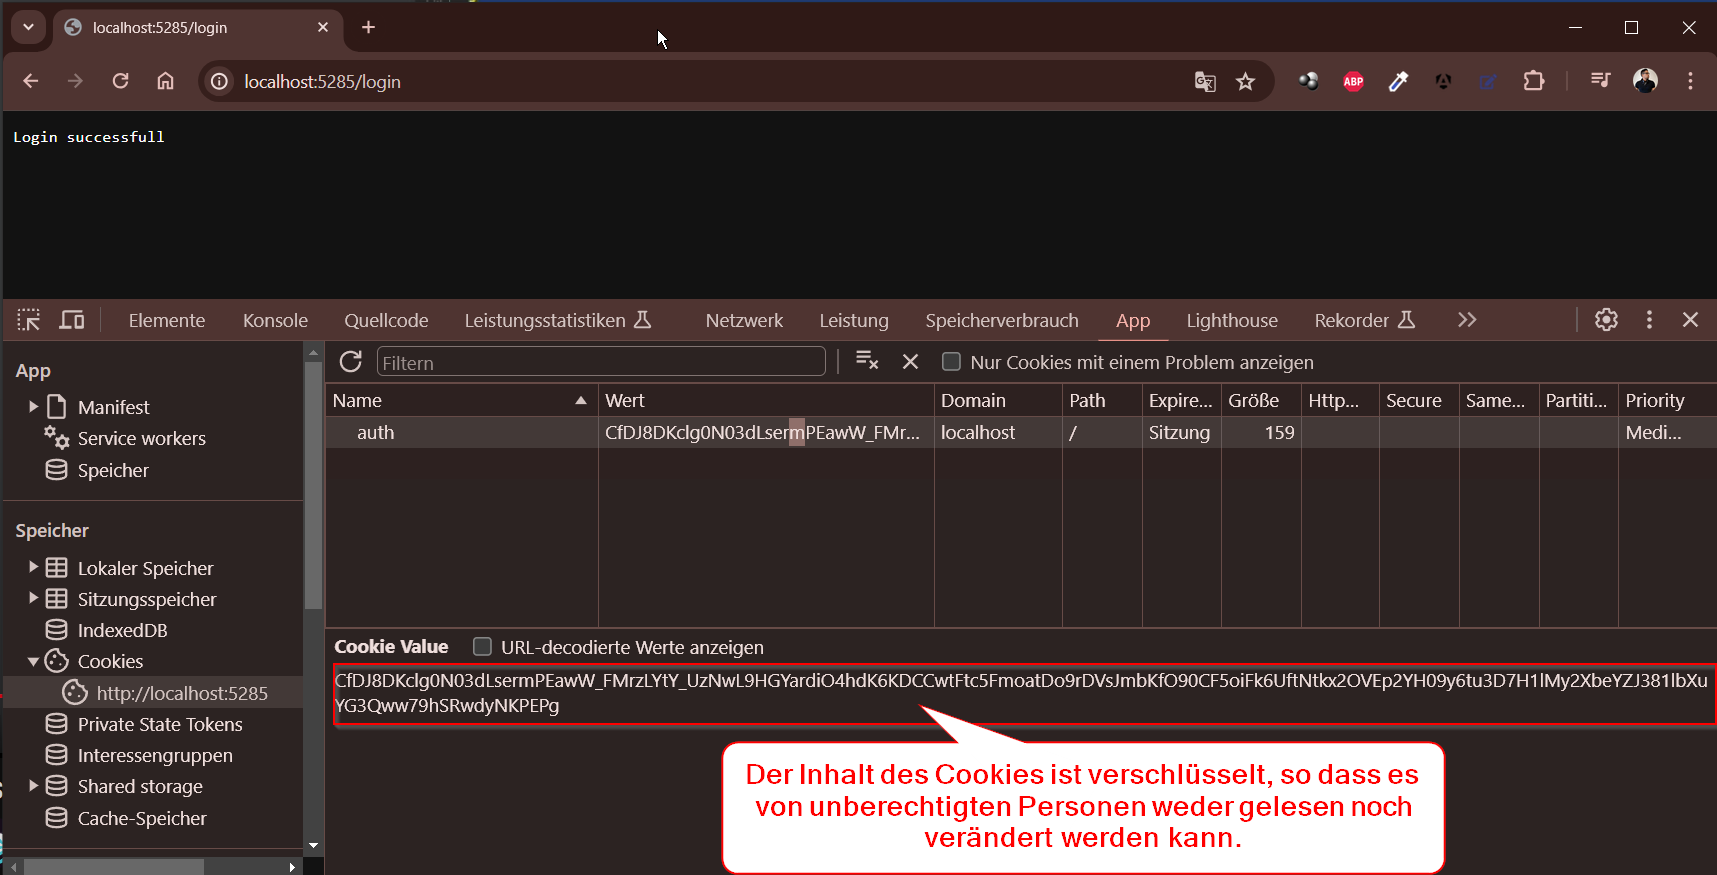 localhost:5285/login
localhost:5285/login
ABP
Login successfull
Elemente Konsole Quellcode Leistungsstatistiken Netzwerk Leistung Speicherverbrauch App Lighthouse Rekorder
App
Manifest
Service workers
Speicher
Speicher
Lokaler Speicher
Sitzungsspeicher
IndexedDB
Cookies
http://localhost:5285
Private State Tokens
Interessengruppen
Shared storage
Cache-Speicher
Filtern Nur Cookies mit einem Problem anzeigen
Name Wert Domain Path Expire... Größe Http... Secure Same... Partiti... Priority
auth CfDJ8DKclg0N03dLsermPEawW_FMr... localhost / Sitzung 159 Medi...
Cookie Value URL-decodierte Werte anzeigen
CfDJ8DKclg0N03dLsermPEawW_FMrzLYtY_UzNwL9HGYardiO4hdK6KDCCwtFtc5FmoatDo9rDVsJmbKfO90CF5oiFk6UftNtkx2OVEp2YH09y6tu3D7H1lMy2XbeYZJ381lbXu
YG3Qww79hSRwdyNKPEPg
Der Inhalt des Cookies ist verschlüsselt, so dass es
von unberechtigten Personen weder gelesen noch
verändert werden kann.